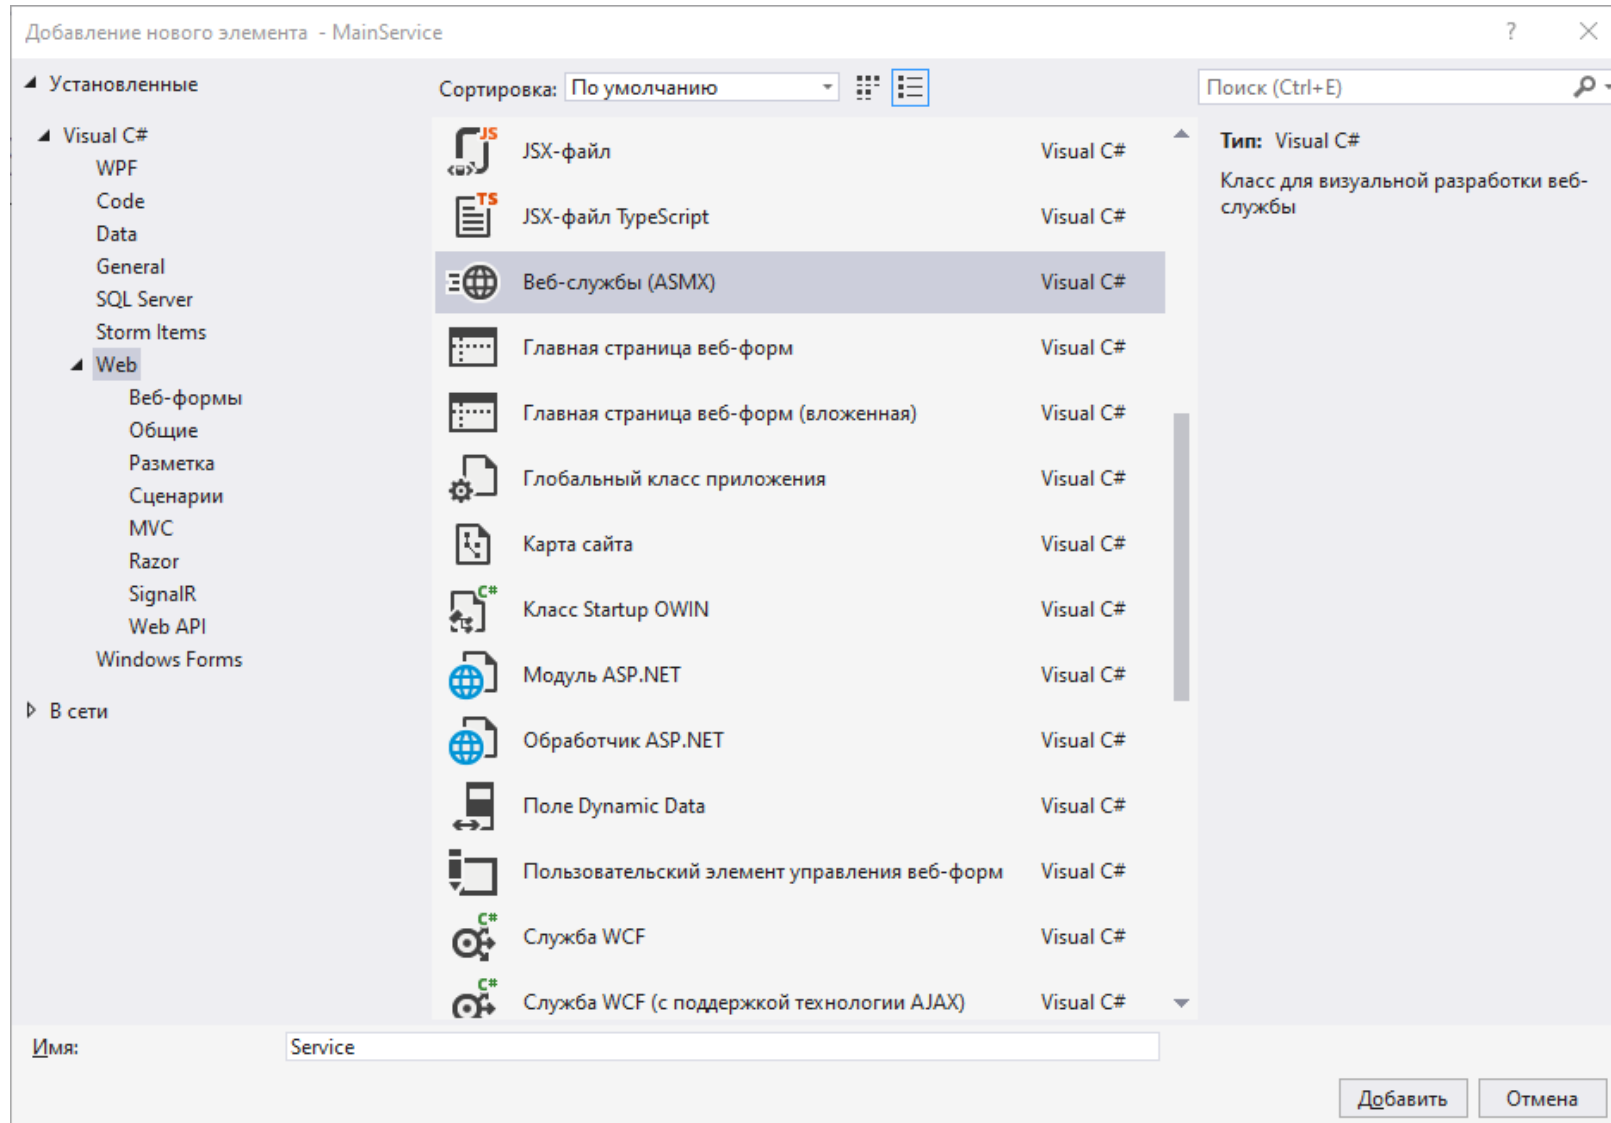 Добавление нового элемента - MainService
?
Установленные
Сортировка: По умолчанию
Поиск (Ctrl+E)
Visual C#
WPF
Code
Data
General
SQL Server
Storm Items
Web
Веб-формы
Общие
Разметка
Сценарии
MVC
Razor
SignalR
Web API
Windows Forms
В сети
JS
JSX-файл Visual C#
TS
JSX-файл TypeScript Visual C#
Веб-службы (ASMX) Visual C#
Главная страница веб-форм Visual C#
Главная страница веб-форм (вложенная) Visual C#
Глобальный класс приложения Visual C#
Карта сайта Visual C#
C#
Класс Startup OWIN Visual C#
Модуль ASP.NET Visual C#
Обработчик ASP.NET Visual C#
Поле Dynamic Data Visual C#
Пользовательский элемент управления веб-форм Visual C#
C#
Служба WCF Visual C#
C#
Служба WCF (с поддержкой технологии AJAX) Visual C#
Тип: Visual C#
Класс для визуальной разработки веб-
службы
Имя: Service
Добавить Отмена